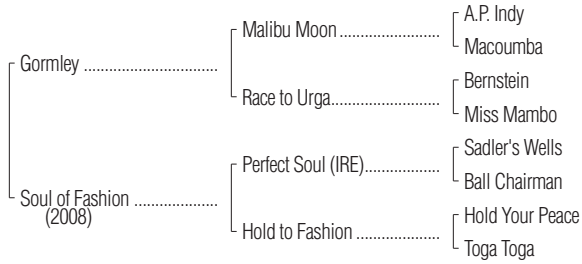 A.P. Indy
Malibu Moon
Macoumba
Gormley
Bernstein
Race to Urga
Miss Mambo
Sadler's Wells
Perfect Soul (IRE)
Ball Chairman
Soul of Fashion
(2008)
Hold Your Peace
Hold to Fashion
Toga Toga